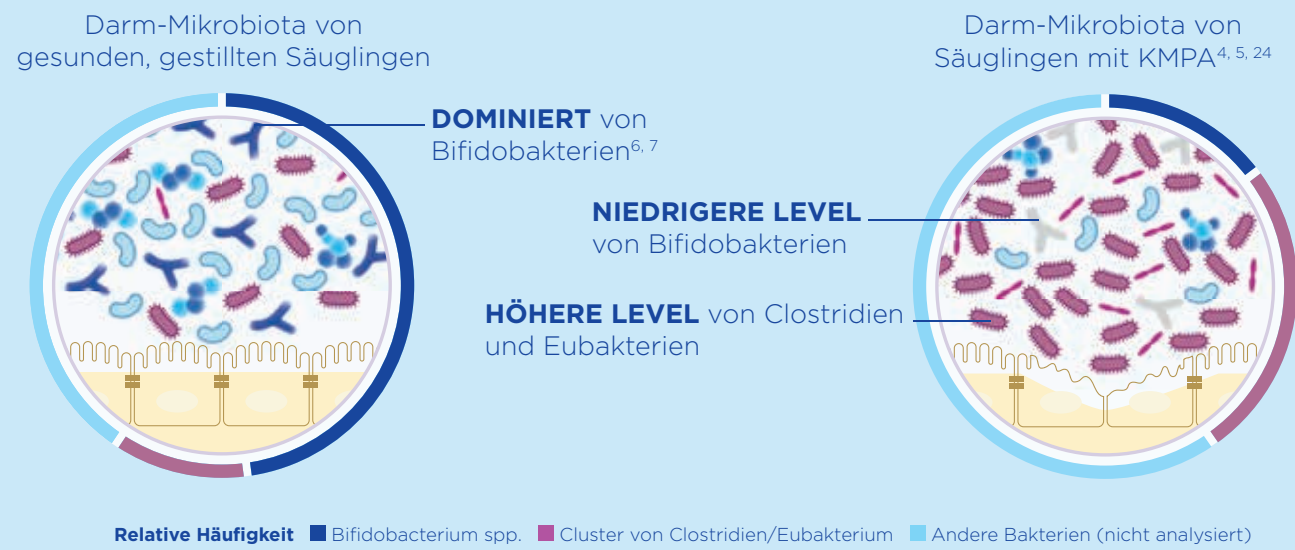 Darm-Mikrobiota von
gesunden, gestillten Säuglingen
Darm-Mikrobiota von
Säuglingen mit KMPA4, 5, 24
DOMINIERT von
Bifidobakterien6, 7
NIEDRIGERE LEVEL
von Bifidobakterien
HÖHERE LEVEL von Clostridien
und Eubakterien
Relative Häufigkeit Bifidobacterium spp. Cluster von Clostridien/Eubakterium Andere Bakterien (nicht analysiert)